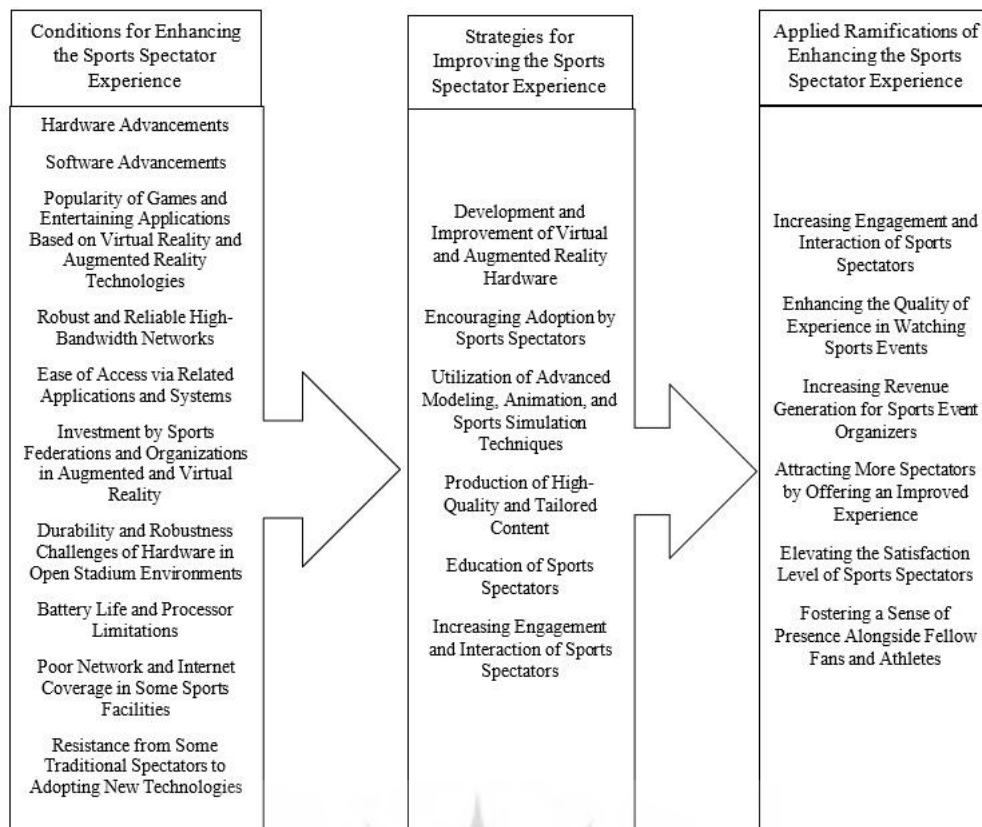 Conditions for Enhancing
the Sports Spectator
Experience
Hardware Advancements
Software Advancements
Popularity of Games and
Entertaining Applications
Based on Virtual Reality and
Augmented Reality
Technologies
Robust and Reliable High-
Bandwidth Networks
Ease of Access via Related
Applications and Systems
Investment by Sports
Federations and Organizations
in Augmented and Virtual
Reality
Durability and Robustness
Challenges of Hardware in
Open Stadium Environments
Battery Life and Processor
Limitations
Poor Network and Internet
Coverage in Some Sports
Facilities
Resistance from Some
Traditional Spectators to
Adopting New Technologies
Strategies for
Improving the Sports
Spectator Experience
Development and
Improvement of Virtual
and Augmented Reality
Hardware
Encouraging Adoption by
Sports Spectators
Utilization of Advanced
Modeling, Animation, and
Sports Simulation
Techniques
Production of High-
Quality and Tailored
Content
Education of Sports
Spectators
Increasing Engagement
and Interaction of Sports
Spectators
Applied Ramifications of
Enhancing the Sports
Spectator Experience
Increasing Engagement and
Interaction of Sports
Spectators
Enhancing the Quality of
Experience in Watching
Sports Events
Increasing Revenue
Generation for Sports Event
Organizers
Attracting More Spectators
by Offering an Improved
Experience
Elevating the Satisfaction
Level of Sports Spectators
Fostering a Sense of
Presence Alongside Fellow
Fans and Athletes